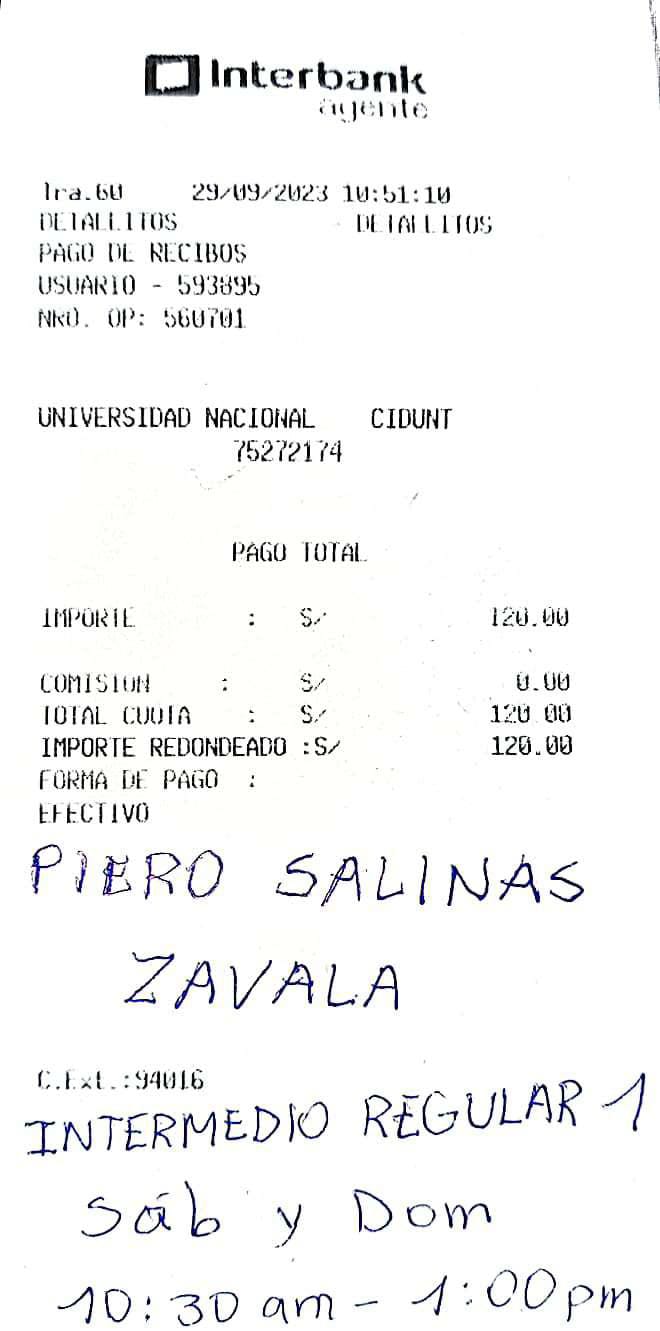 Interbank
agente
Tra.60 29/09/2023 10:51:10
DETALLITOS - DETALLITOS
PAGO DE RECIBOS
USUARIO - 593895
NRO. OP: 560701
UNIVERSIDAD NACIONAL CIDUNT
75272174
PAGO TOTAL
IMPORTE : S/ 120.00
COMISION : S/ 0.00
TOTAL CUOTA : S/ 120.00
IMPORTE REDONDEADO :S/ 120.00
FORMA DE PAGO :
EFECTIVO
PIERO SALINAS
ZAVALA
C.Ext.:94016
INTERMEDIO REGULAR 1
Sáb y Dom
10:30 am - 1:00 pm